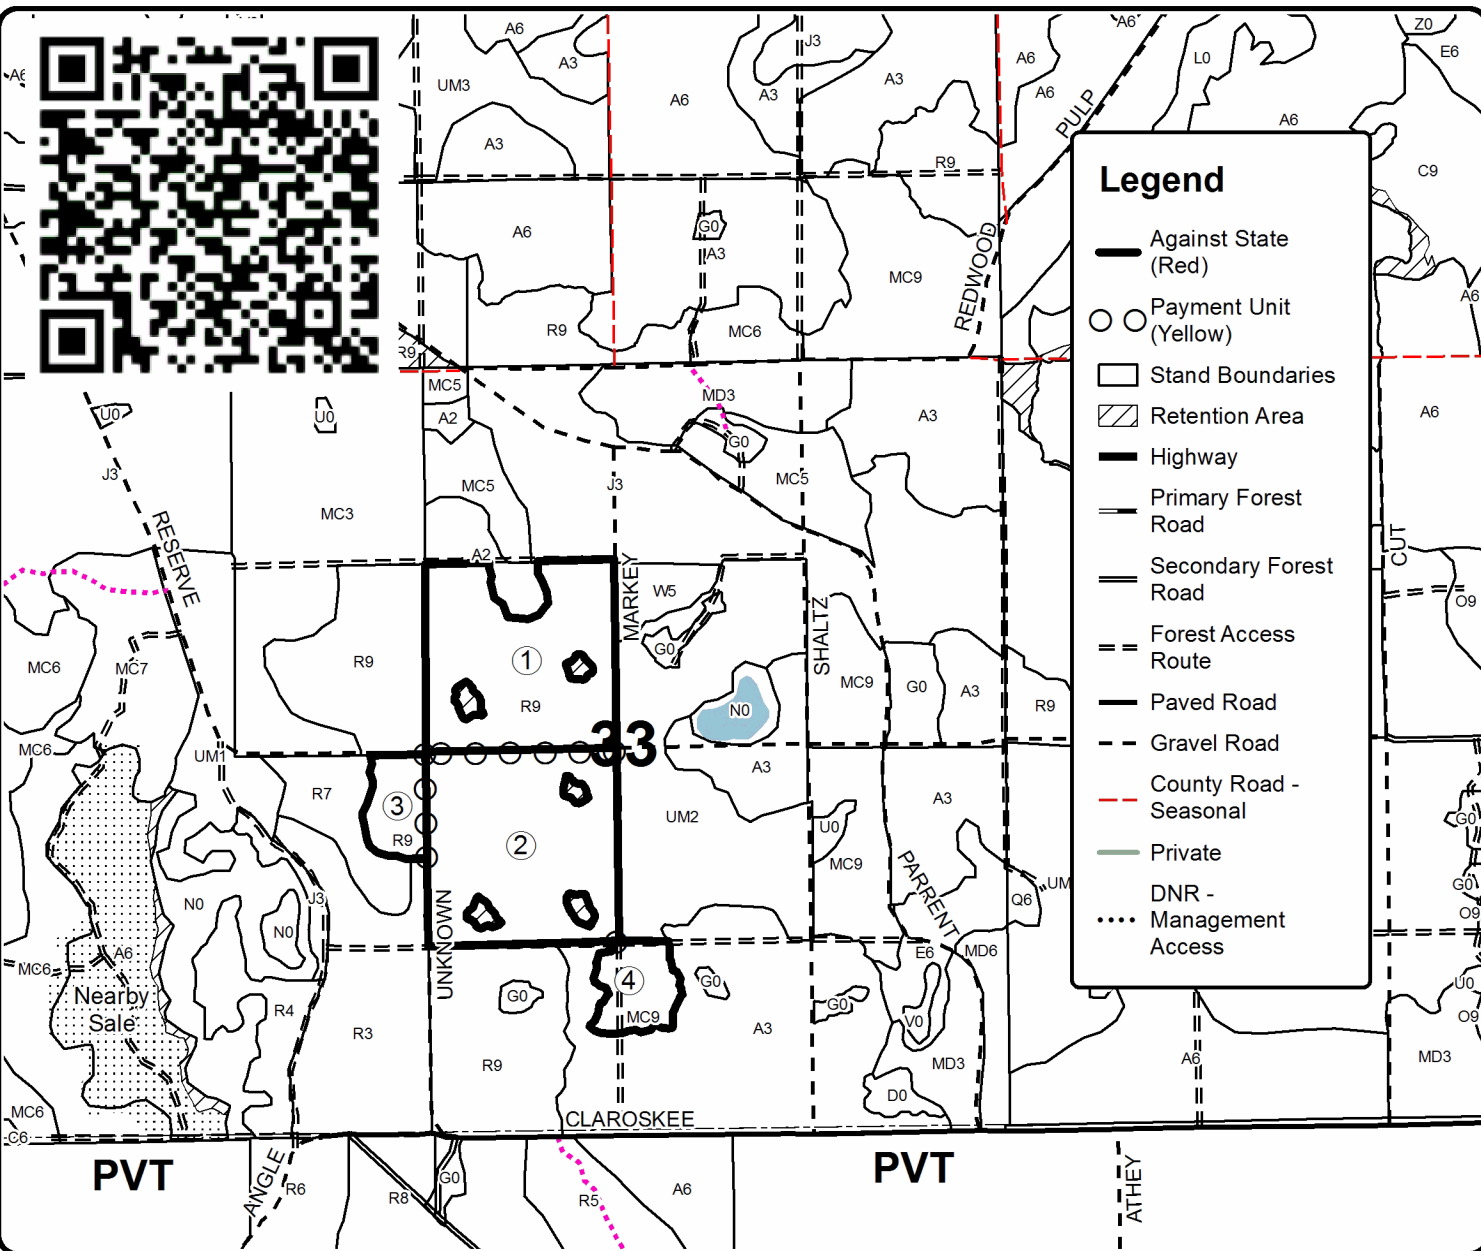 A6
A6
Z0
J3
A6
L0
E6
A3
A6
UM3
A6
A3
A3
A6
PULP
A6
A3
R9
C9
Legend
G0
A6
A3
REDWOOD
Against State
(Red)
MC9
A6
Payment Unit
(Yellow)
R9
MC6
R9
MC5
Stand Boundaries
MD3
U0
U0
A2
A3
Retention Area
A6
G0
Highway
J3
MC5
J3
MC5
Primary Forest
Road
MC3
RESERVE
CUT
A2
Secondary Forest
Road
MARKEY
W5
O9
SHALTZ
Forest Access
Route
MC6
MC7
R9
1
G0
MC9
G0
A3
Paved Road
R9
N0
R9
33
Gravel Road
MC6
UM1
A3
County Road -
Seasonal
R7
3
A3
UM2
U0
G0
R9
2
MC9
Private
PARRENT
UM
G0
DNR -
Management
Access
J3
N0
Q6
O9
N0
UNKNOWN
A6
E6
MD6
MC6
4
G0
U0
Nearby
Sale
G0
G0
R4
MC9
V0
O9
R3
A3
A6
MD3
R9
MD3
D0
MC6
CLAROSKEE
C6
PVT
PVT
ANGLE
R6
R8
G0
R5
A6
ATHEY